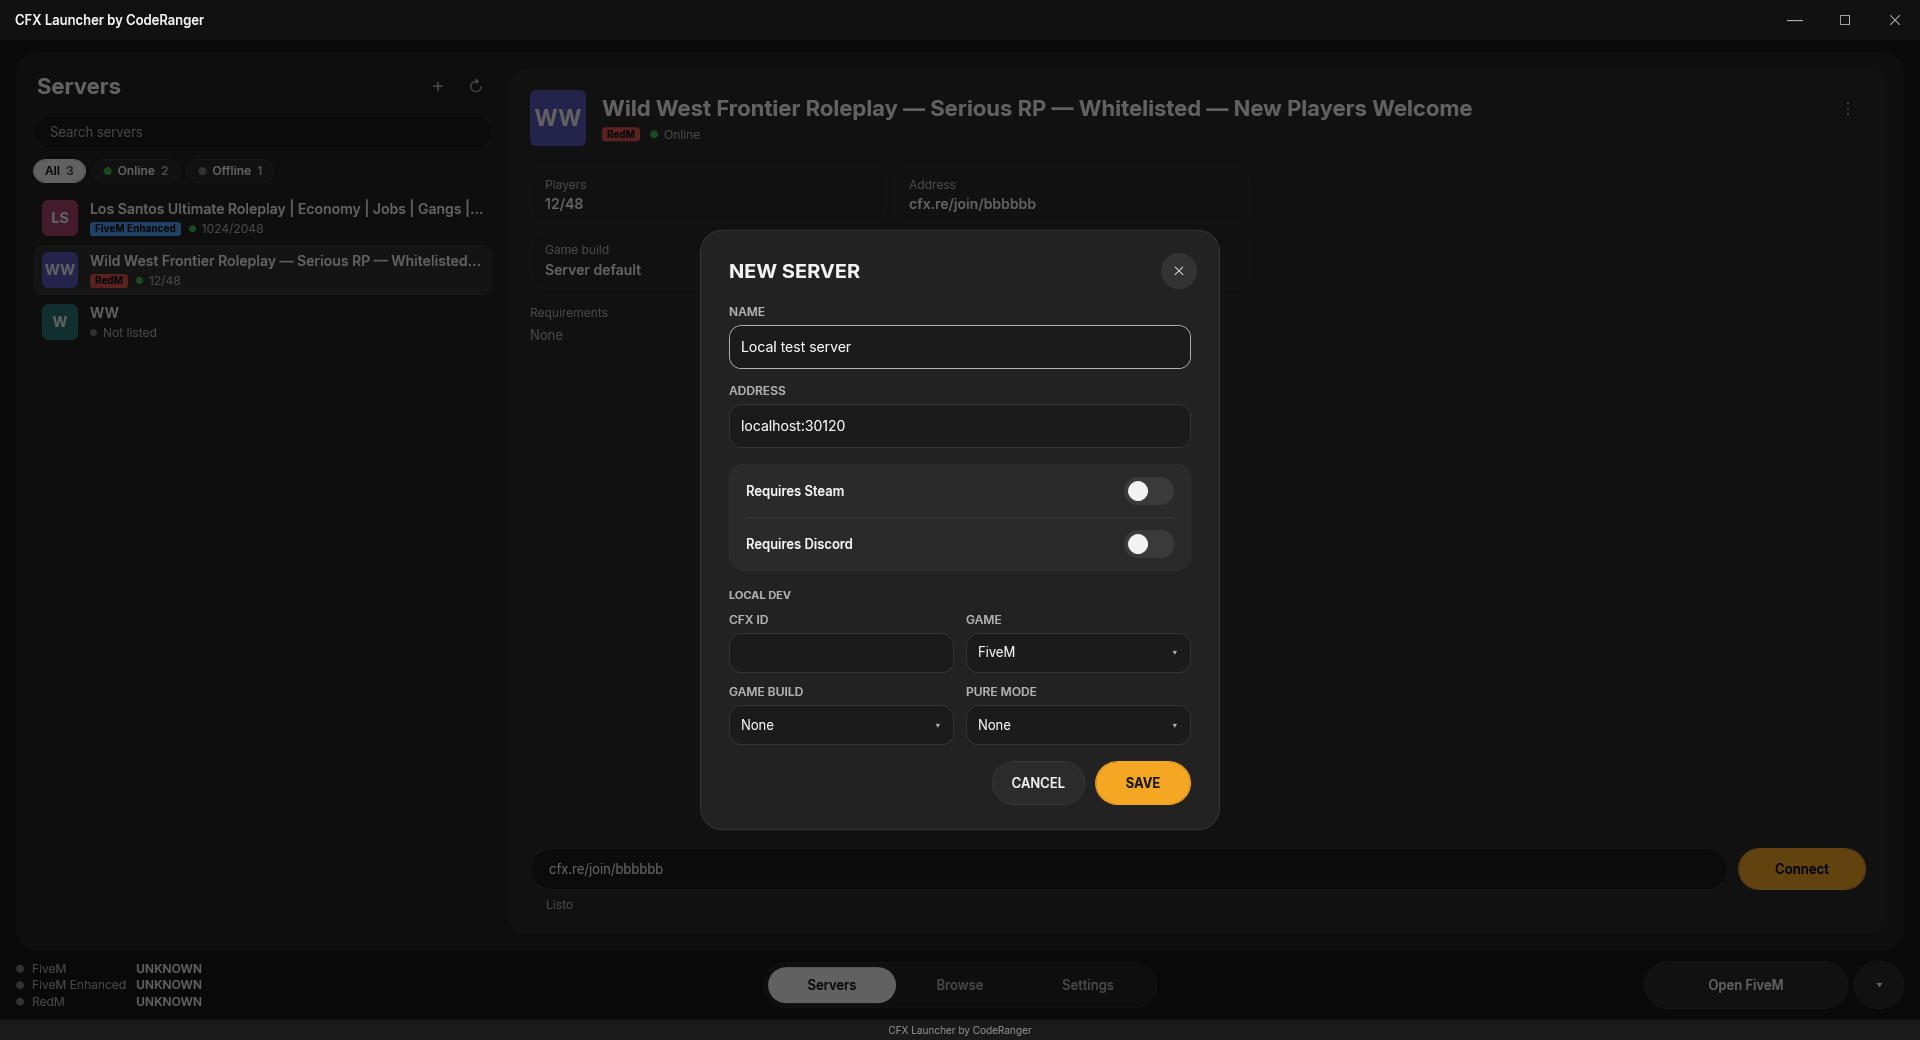 CFX Launcher by CodeRanger
Servers
Search servers
All 3
Online 2
Offline 1
LS
Los Santos Ultimate Roleplay | Economy | Jobs | Gangs |...
FiveM Enhanced
1024/2048
WW
Wild West Frontier Roleplay — Serious RP — Whitelisted...
RedM
12/48
W
WW
Not listed
WW
Wild West Frontier Roleplay — Serious RP — Whitelisted — New Players Welcome
RedM
Online
Players
12/48
Address
cfx.re/join/bbbbbb
Game build
Server default
Requirements
None
NEW SERVER
NAME
Local test server
ADDRESS
localhost:30120
Requires Steam
Requires Discord
LOCAL DEV
CFX ID
GAME
FiveM
GAME BUILD
None
PURE MODE
None
CANCEL
SAVE
cfx.re/join/bbbbbb
Connect
Listo
FiveM UNKNOWN
FiveM Enhanced UNKNOWN
RedM UNKNOWN
Servers
Browse
Settings
Open FiveM
CFX Launcher by CodeRanger